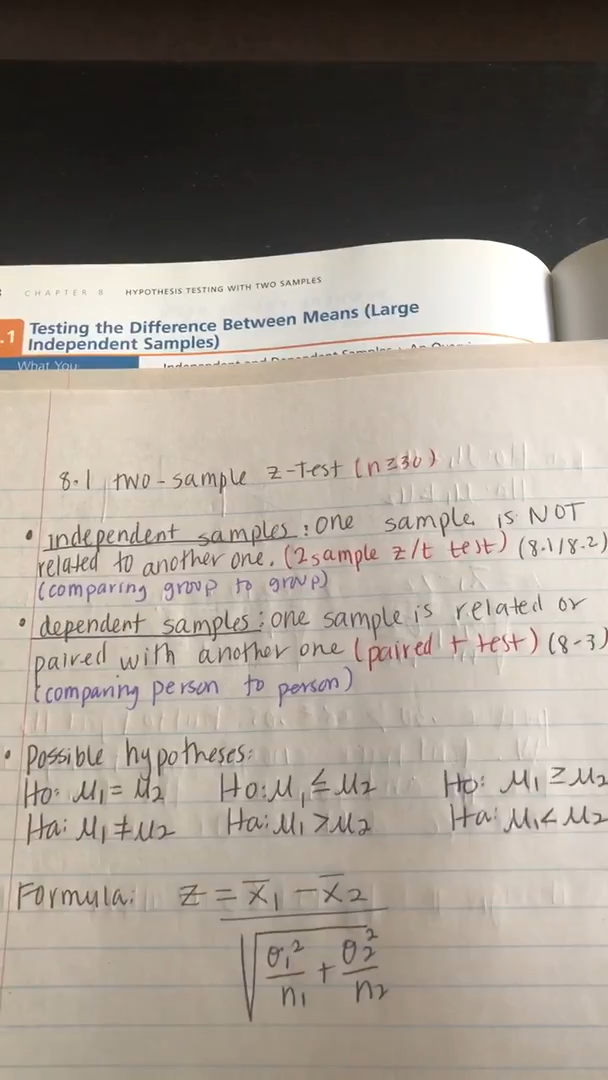 CHAPTER 8 HYPOTHESIS TESTING WITH TWO SAMPLES
.1 Testing the Difference Between Means (Large
Independent Samples)
What You
8.1 two-sample z-test (n≥30)
• independent samples: one sample is NOT
related to another one. (2 sample z/t test) (8.1/8.2)
(comparing group to group)
• dependent samples: one sample is related or
paired with another one (paired t test) (8-3)
(comparing person to person)
• possible hypotheses:
Ho: μ₁ = μ₂ Ho: μ₁ ≤ μ₂ Ho: μ₁ ≥ μ₂
Ha: μ₁ ≠ μ₂ Ha: μ₁ > μ₂ Ha: μ₁ < μ₂
Formula: z = x̄₁ − x̄₂
√ σ₁²/n₁ + σ₂²/n₂